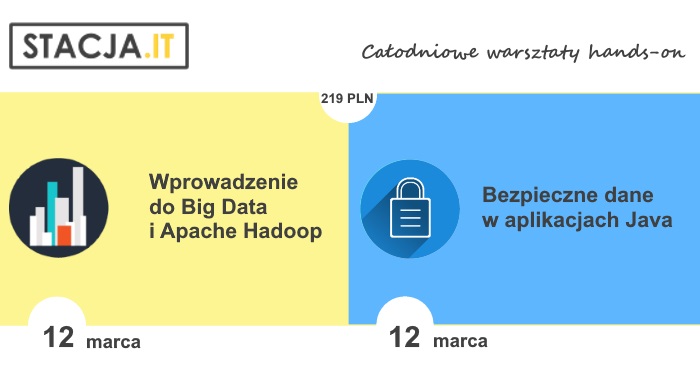 STACJA.IT
Całodniowe warsztaty hands-on
219 PLN
Wprowadzenie
do Big Data
i Apache Hadoop
Bezpieczne dane
w aplikacjach Java
12 marca
12 marca